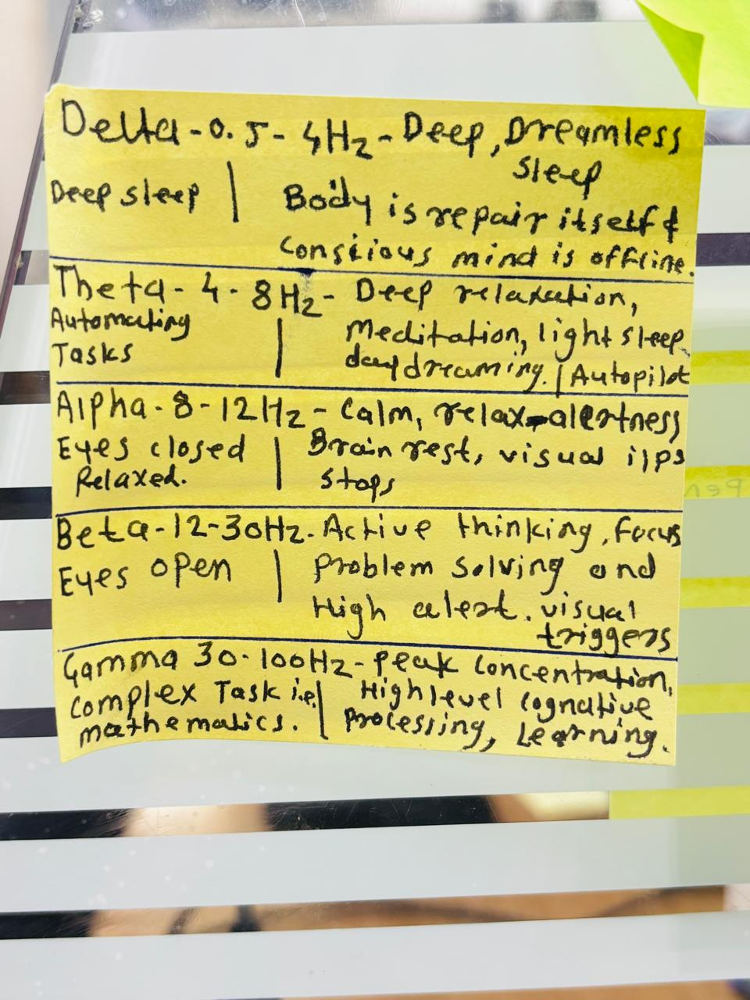 Delta - 0.5 - 4Hz - Deep, Dreamless
sleep
Deep sleep | Body is repair itself &
conscious mind is offline.
Theta - 4 - 8Hz - Deep relaxation,
Automating | Meditation, light sleep
Tasks daydreaming. | Autopilot
Alpha - 8 - 12Hz - Calm, relax-alertness
Eyes closed | Brain rest, visual i/ps
Relaxed. stops
Beta - 12 - 30Hz - Active thinking, focus
Eyes open | Problem solving and
High alert. visual
triggers
Gamma 30 - 100Hz - Peak Concentration,
Complex Task i.e. | High level cognative
mathematics. Processing, Learning.